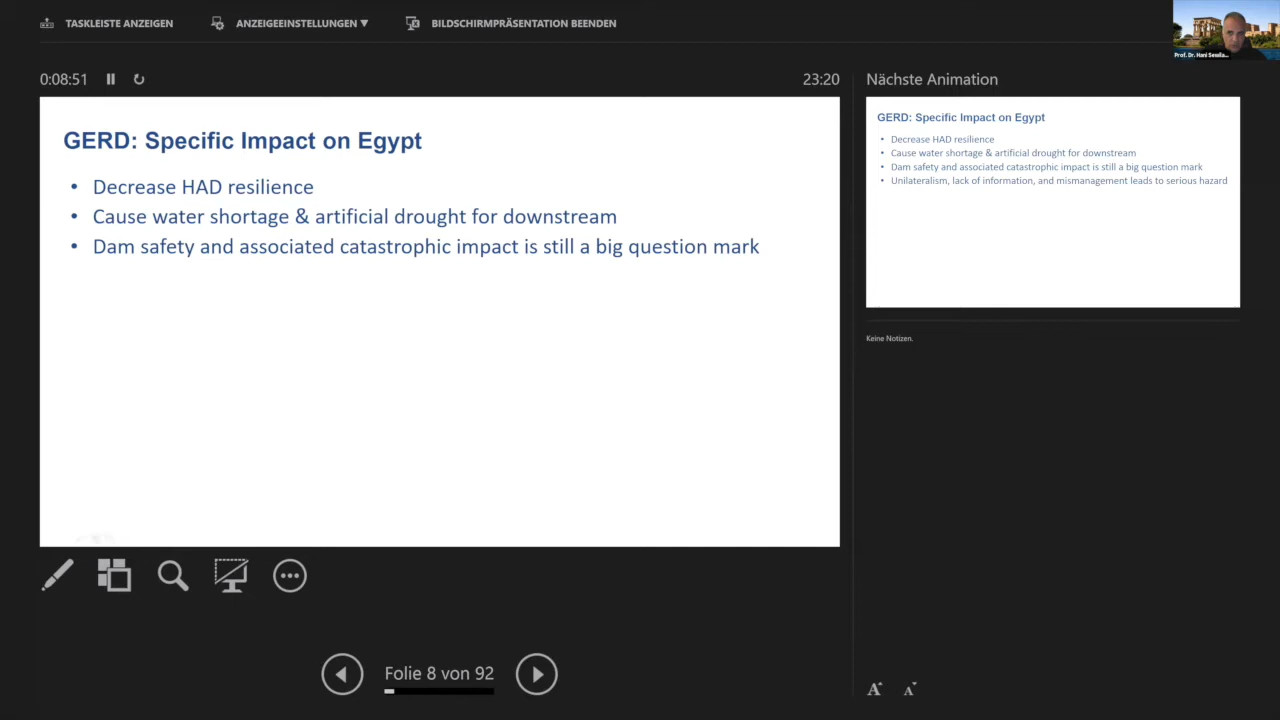 TASKLEISTE ANZEIGEN
ANZEIGEEINSTELLUNGEN ▼
BILDSCHIRMPRÄSENTATION BEENDEN
Prof. Dr. Hani Sewila...
0:08:51
23:20
GERD: Specific Impact on Egypt
• Decrease HAD resilience
• Cause water shortage & artificial drought for downstream
• Dam safety and associated catastrophic impact is still a big question mark
Folie 8 von 92
Nächste Animation
GERD: Specific Impact on Egypt
• Decrease HAD resilience
• Cause water shortage & artificial drought for downstream
• Dam safety and associated catastrophic impact is still a big question mark
• Unilateralism, lack of information, and mismanagement leads to serious hazard
Keine Notizen.
A A